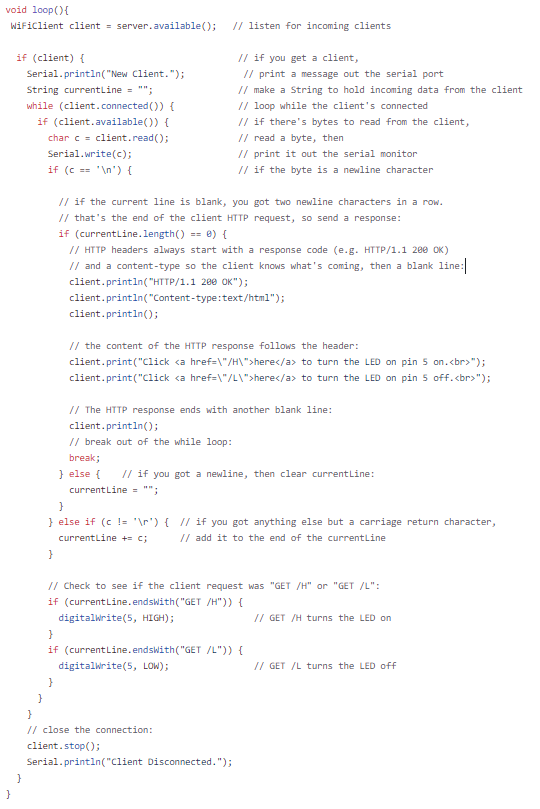 void loop(){
 WiFiClient client = server.available();   // listen for incoming clients

  if (client) {                             // if you get a client,
    Serial.println("New Client.");           // print a message out the serial port
    String currentLine = "";                // make a String to hold incoming data from the client
    while (client.connected()) {            // loop while the client's connected
      if (client.available()) {             // if there's bytes to read from the client,
        char c = client.read();             // read a byte, then
        Serial.write(c);                    // print it out the serial monitor
        if (c == '\n') {                    // if the byte is a newline character

          // if the current line is blank, you got two newline characters in a row.
          // that's the end of the client HTTP request, so send a response:
          if (currentLine.length() == 0) {
            // HTTP headers always start with a response code (e.g. HTTP/1.1 200 OK)
            // and a content-type so the client knows what's coming, then a blank line:
            client.println("HTTP/1.1 200 OK");
            client.println("Content-type:text/html");
            client.println();

            // the content of the HTTP response follows the header:
            client.print("Click <a href=\"/H\">here</a> to turn the LED on pin 5 on.<br>");
            client.print("Click <a href=\"/L\">here</a> to turn the LED on pin 5 off.<br>");

            // The HTTP response ends with another blank line:
            client.println();
            // break out of the while loop:
            break;
          } else {    // if you got a newline, then clear currentLine:
            currentLine = "";
          }
        } else if (c != '\r') {  // if you got anything else but a carriage return character,
          currentLine += c;      // add it to the end of the currentLine
        }

        // Check to see if the client request was "GET /H" or "GET /L":
        if (currentLine.endsWith("GET /H")) {
          digitalWrite(5, HIGH);               // GET /H turns the LED on
        }
        if (currentLine.endsWith("GET /L")) {
          digitalWrite(5, LOW);                // GET /L turns the LED off
        }
      }
    }
    // close the connection:
    client.stop();
    Serial.println("Client Disconnected.");
  }
}